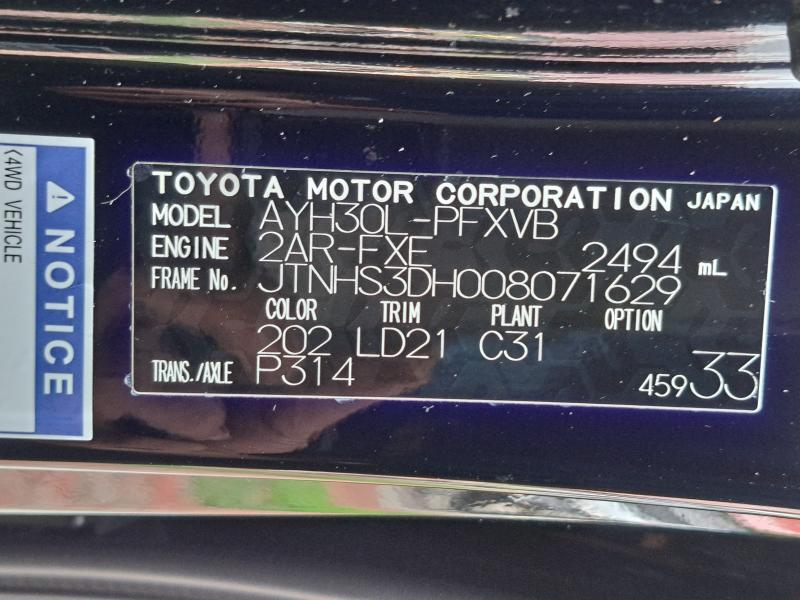 TOYOTA MOTOR CORPORATION JAPAN
MODEL AYH30L-PFXVB
ENGINE 2AR-FXE 2494 mL
FRAME No. JTNHS3DH008071629
COLOR TRIM PLANT OPTION
202 LD21 C31
TRANS./AXLE P314
45933
NOTICE
(4WD VEHICLE